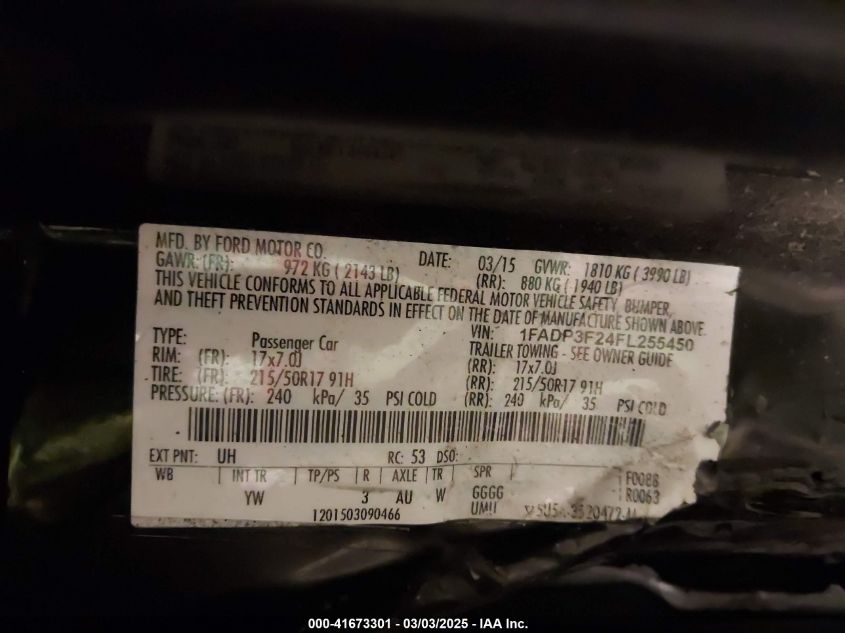 MFD. BY FORD MOTOR CO. DATE: 03/15 GVWR: 1810 KG ( 3990 LB)
GAWR: (FR): 972 KG ( 2143 LB) (RR): 880 KG ( 1940 LB)
THIS VEHICLE CONFORMS TO ALL APPLICABLE FEDERAL MOTOR VEHICLE SAFETY, BUMPER,
AND THEFT PREVENTION STANDARDS IN EFFECT ON THE DATE OF MANUFACTURE SHOWN ABOVE.
VIN: 1FADP3F24FL255450
TYPE: Passenger Car TRAILER TOWING - SEE OWNER GUIDE
RIM: (FR): 17x7.0J (RR): 17x7.0J
TIRE: (FR): 215/50R17 91H (RR): 215/50R17 91H
PRESSURE: (FR): 240 kPa/ 35 PSI COLD (RR): 240 kPa/ 35 PSI COLD
EXT PNT: UH RC: 53 DSO:
WB INT TR TP/PS R AXLE TR SPR F0086
YW 3 AU W GGGG R0063
1201503090466 UMU
000-41673301 - 03/03/2025 - IAA Inc.